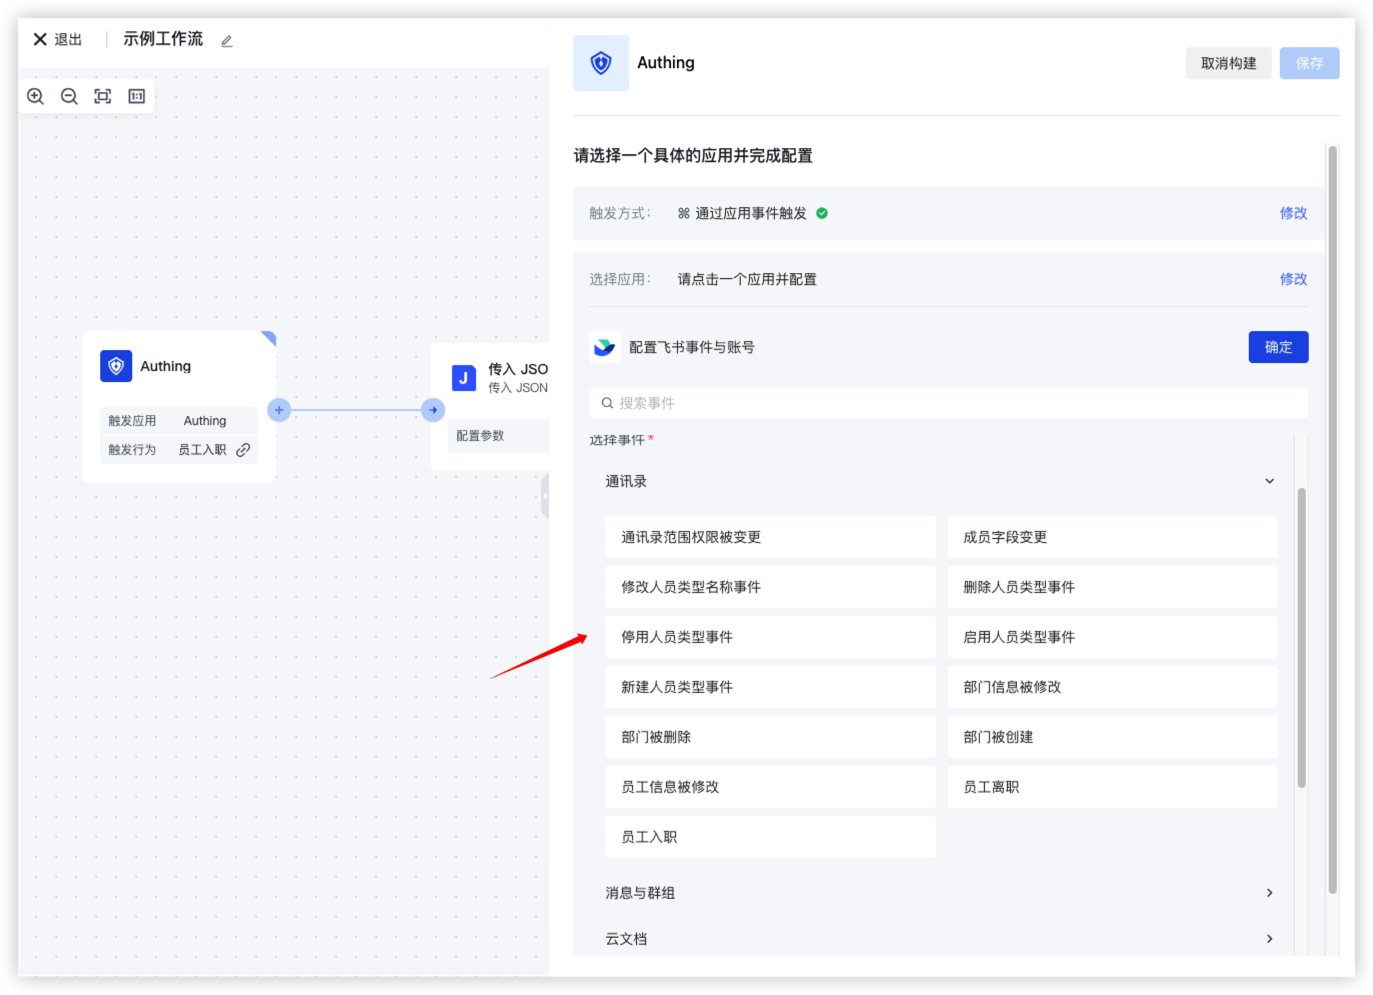 退出
示例工作流
Authing
取消构建
保存
1:1
请选择一个具体的应用并完成配置
触发方式：
通过应用事件触发
修改
选择应用：
请点击一个应用并配置
修改
Authing
触发应用
Authing
触发行为
员工入职
J
传入 JSO
传入 JSON
配置参数
配置飞书事件与账号
确定
搜索事件
选择事件*
通讯录
通讯录范围权限被变更
成员字段变更
修改人员类型名称事件
删除人员类型事件
停用人员类型事件
启用人员类型事件
新建人员类型事件
部门信息被修改
部门被删除
部门被创建
员工信息被修改
员工离职
员工入职
消息与群组
云文档